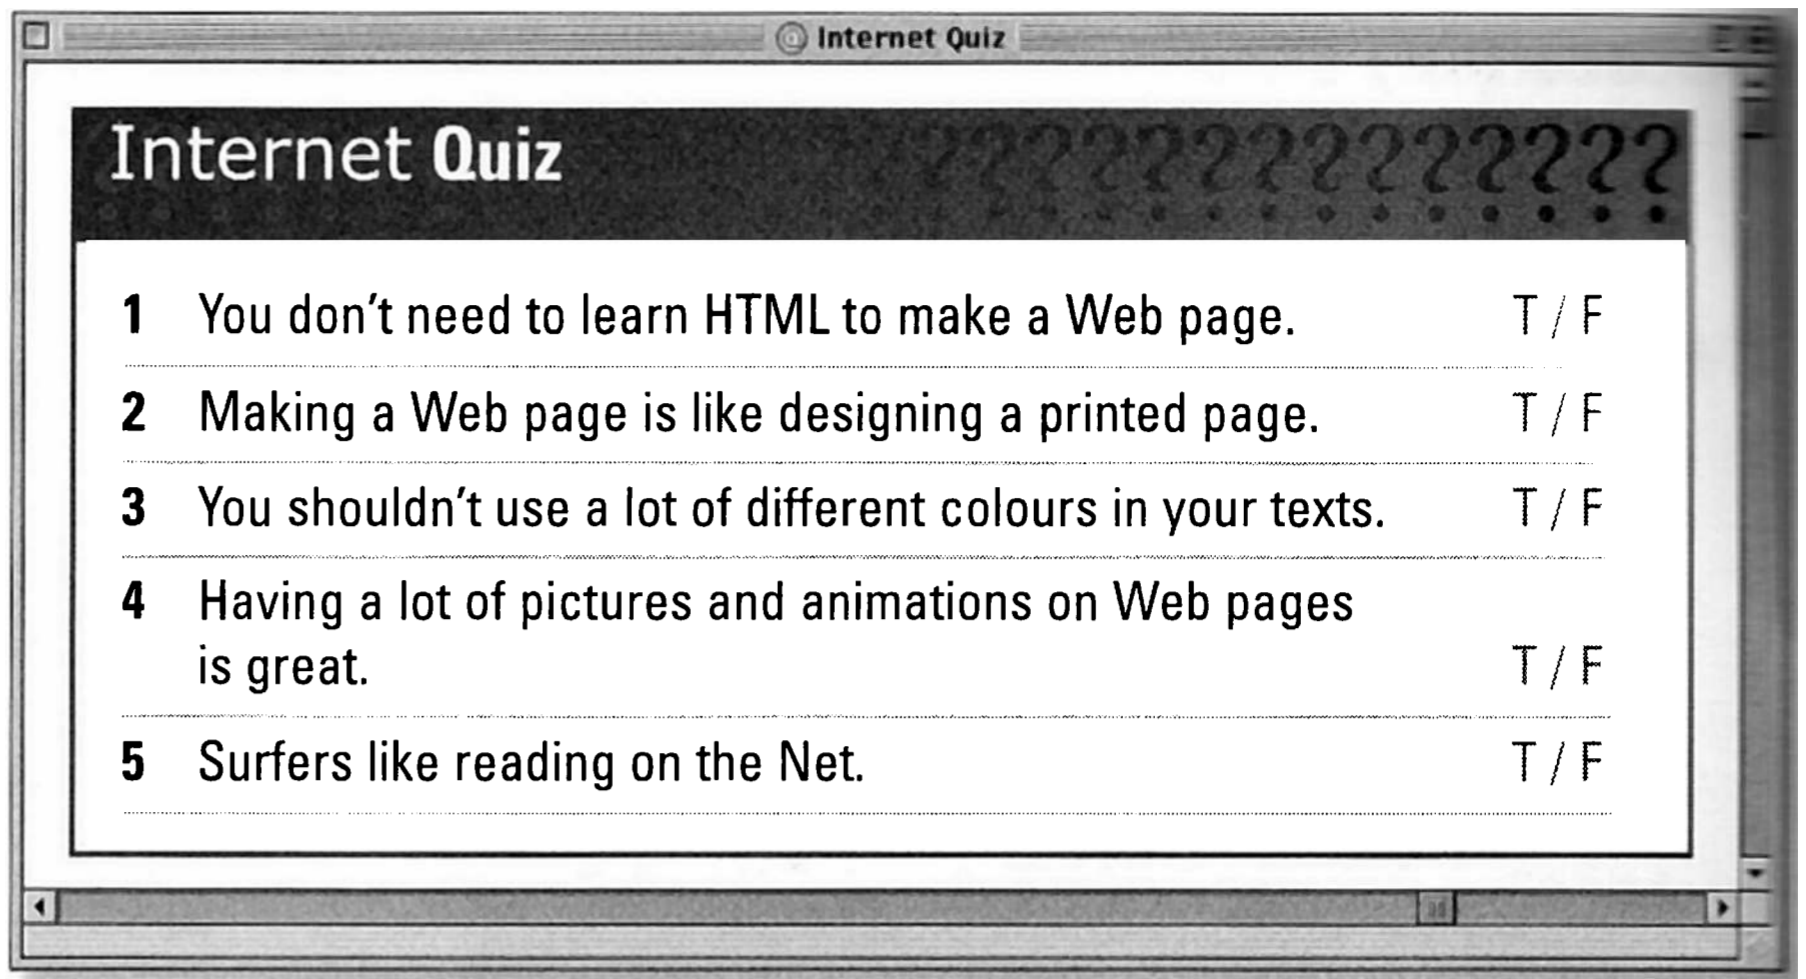 @ Internet Quiz
Internet Quiz ??????????????
1 You don't need to learn HTML to make a Web page. T / F
2 Making a Web page is like designing a printed page. T / F
3 You shouldn't use a lot of different colours in your texts. T / F
4 Having a lot of pictures and animations on Web pages
is great. T / F
5 Surfers like reading on the Net. T / F